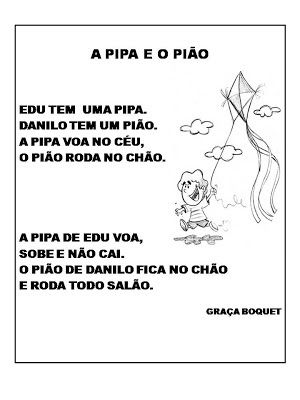 A PIPA E O PIÃO
EDU TEM UMA PIPA.
DANILO TEM UM PIÃO.
A PIPA VOA NO CÉU,
O PIÃO RODA NO CHÃO.
A PIPA DE EDU VOA,
SOBE E NÃO CAI.
O PIÃO DE DANILO FICA NO CHÃO
E RODA TODO SALÃO.
GRAÇA BOQUET